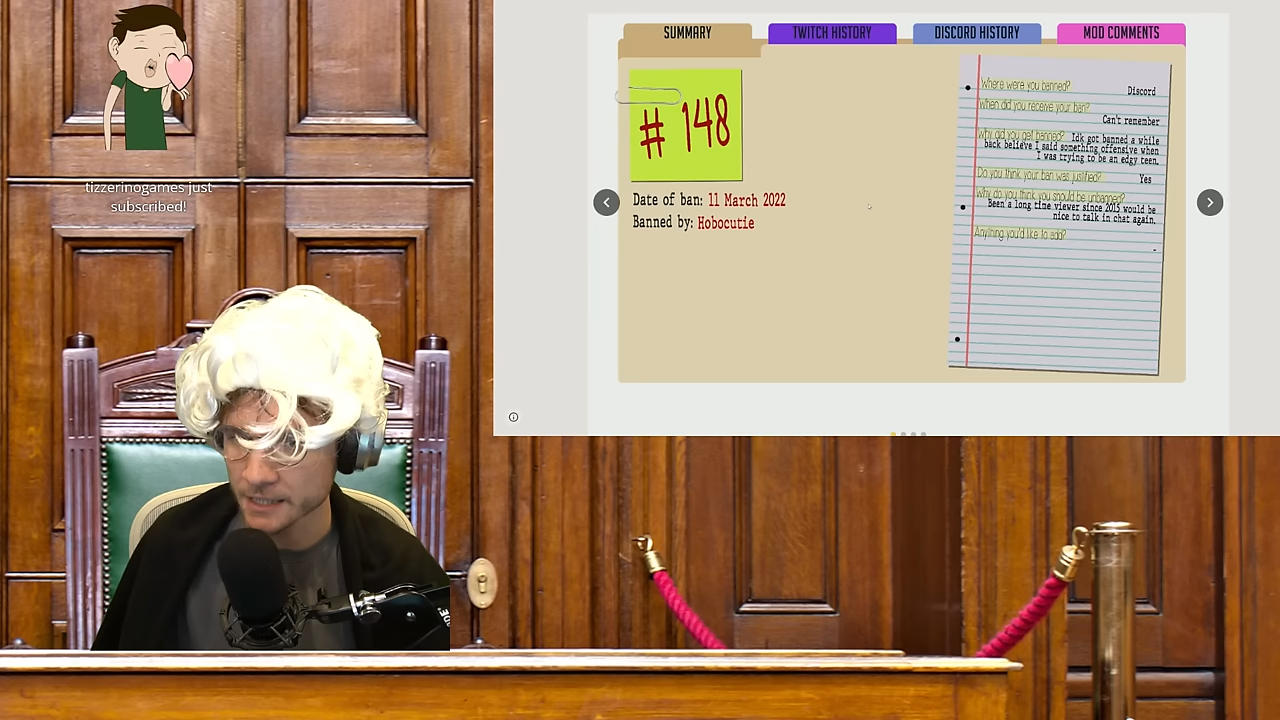 SUMMARY
TWITCH HISTORY
DISCORD HISTORY
MOD COMMENTS
# 148
Date of ban: 11 March 2022
Banned by: Hobocutie
Where were you banned?
Discord
When did you receive your ban?
Can't remember
Why did you get banned? Idk got banned a while
back believe I said something offensive when
I was trying to be an edgy teen.
Do you think your ban was justified? Yes
Why do you think you should be unbanned?
Been a long time viewer since 2015 would be
nice to talk in chat again.
Anything you'd like to add?
-
tizzerinogames just
subscribed!